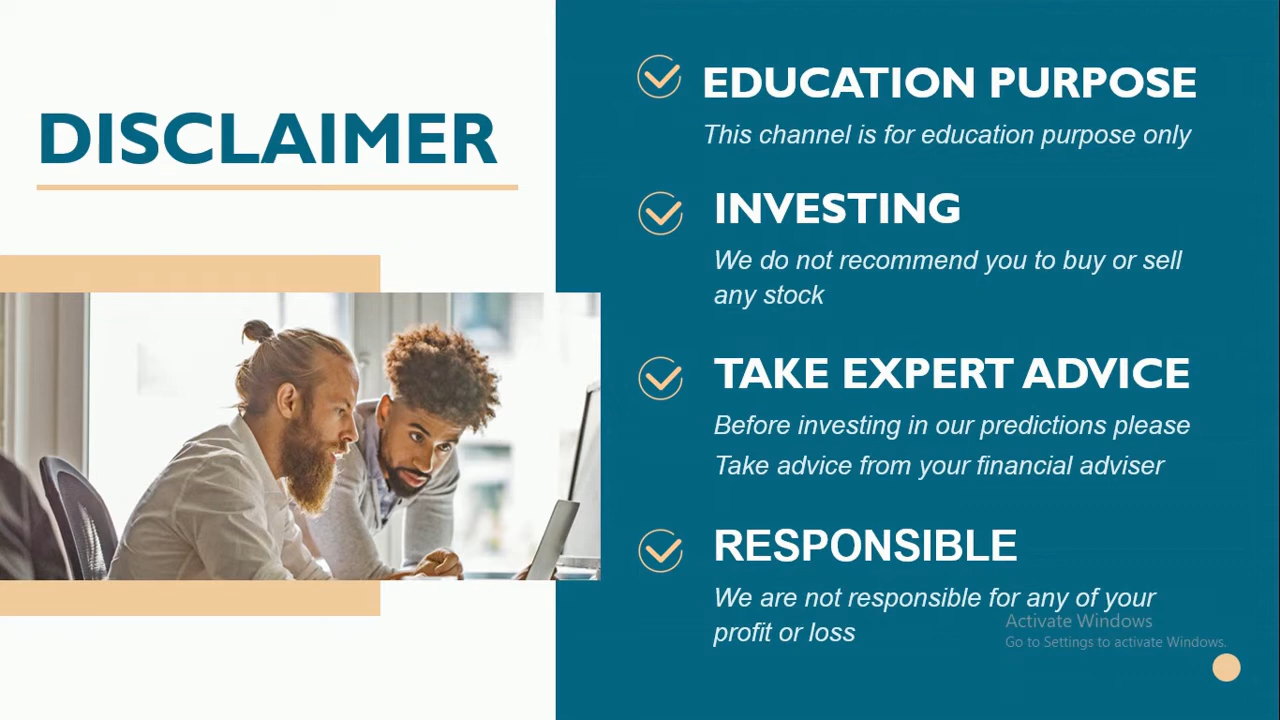 DISCLAIMER
EDUCATION PURPOSE
This channel is for education purpose only
INVESTING
We do not recommend you to buy or sell
any stock
TAKE EXPERT ADVICE
Before investing in our predictions please
Take advice from your financial adviser
RESPONSIBLE
We are not responsible for any of your
profit or loss
Activate Windows
Go to Settings to activate Windows.